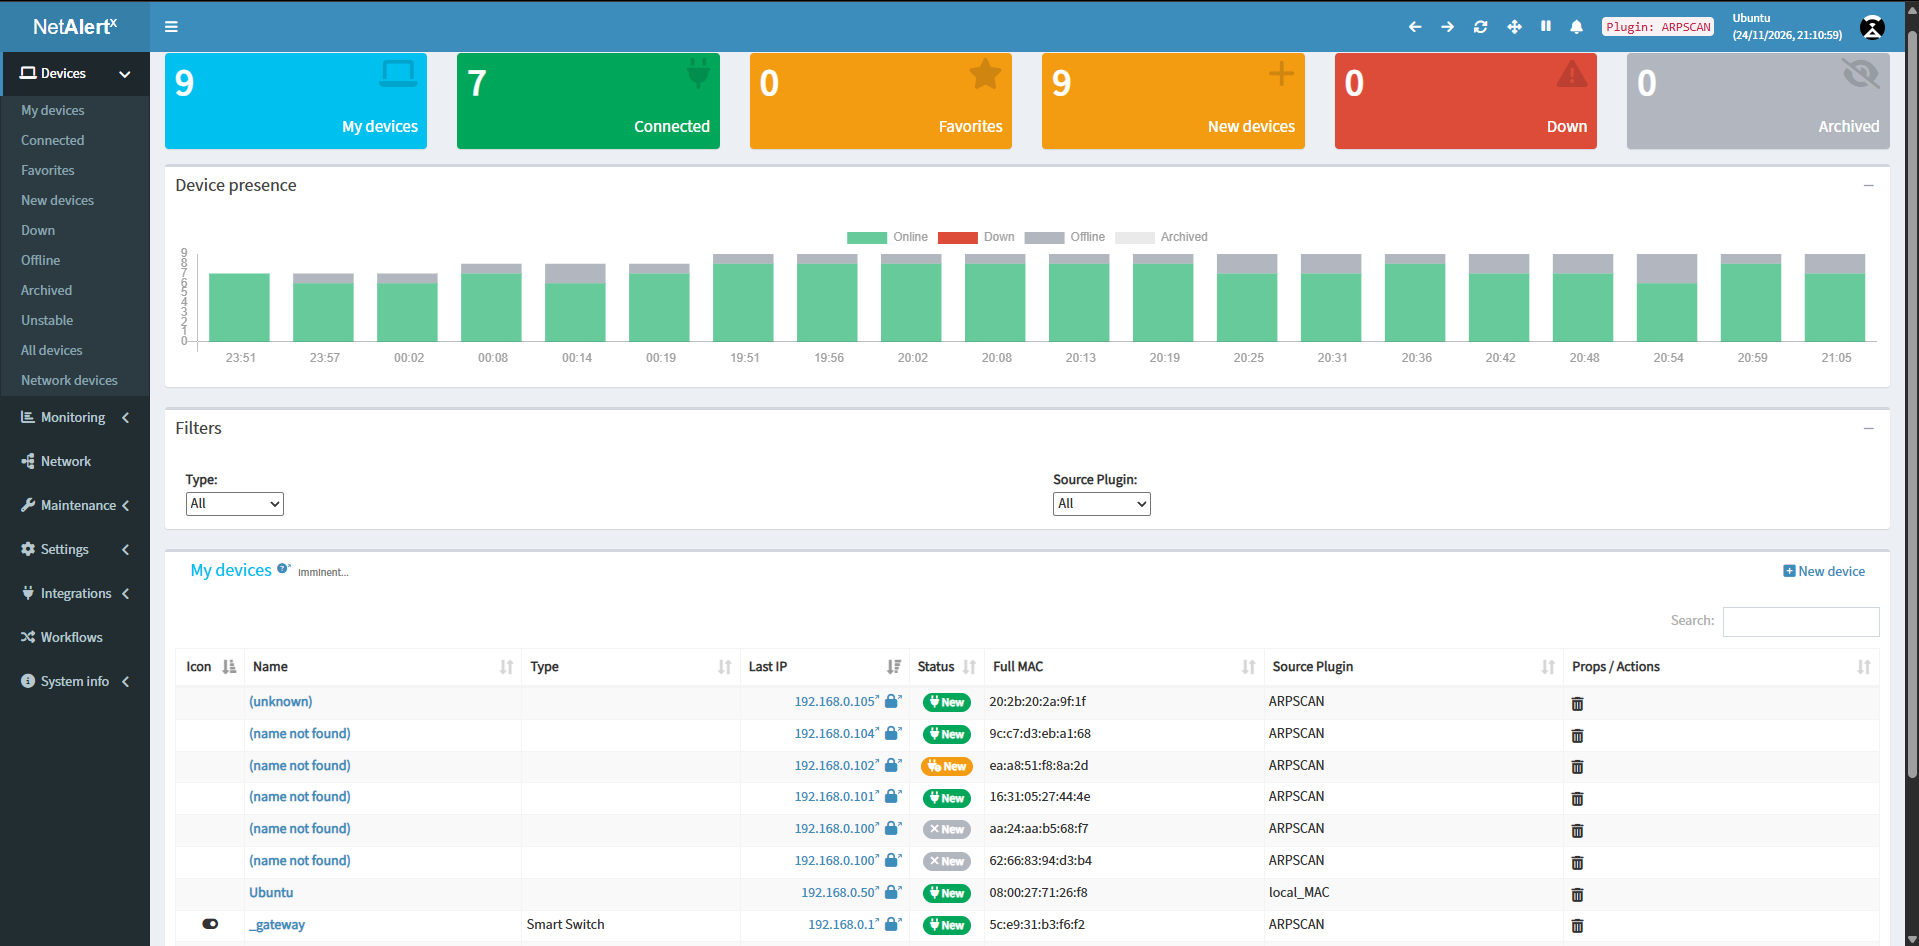 NetAlertx
Plugin: ARPSCAN
Ubuntu
(24/11/2026, 21:10:59)
Devices
My devices
Connected
Favorites
New devices
Down
Offline
Archived
Unstable
All devices
Network devices
Monitoring
Network
Maintenance
Settings
Integrations
Workflows
System info
9
My devices
7
Connected
0
Favorites
9
New devices
0
Down
0
Archived
Device presence
Online Down Offline Archived
9
8
7
6
5
4
3
2
1
0
23:51 23:57 00:02 00:08 00:14 00:19 19:51 19:56 20:02 20:08 20:13 20:19 20:25 20:31 20:36 20:42 20:48 20:54 20:59 21:05
Filters
Type:
All
Source Plugin:
All
My devices
imminent...
New device
Search:
Icon Name Type Last IP Status Full MAC Source Plugin Props / Actions
(unknown) 192.168.0.105 New 20:2b:20:2a:9f:1f ARPSCAN
(name not found) 192.168.0.104 New 9c:c7:d3:eb:a1:68 ARPSCAN
(name not found) 192.168.0.102 New ea:a8:51:f8:8a:2d ARPSCAN
(name not found) 192.168.0.101 New 16:31:05:27:44:4e ARPSCAN
(name not found) 192.168.0.100 New aa:24:aa:b5:68:f7 ARPSCAN
(name not found) 192.168.0.100 New 62:66:83:94:d3:b4 ARPSCAN
Ubuntu 192.168.0.50 New 08:00:27:71:26:f8 local_MAC
_gateway Smart Switch 192.168.0.1 New 5c:e9:31:b3:f6:f2 ARPSCAN